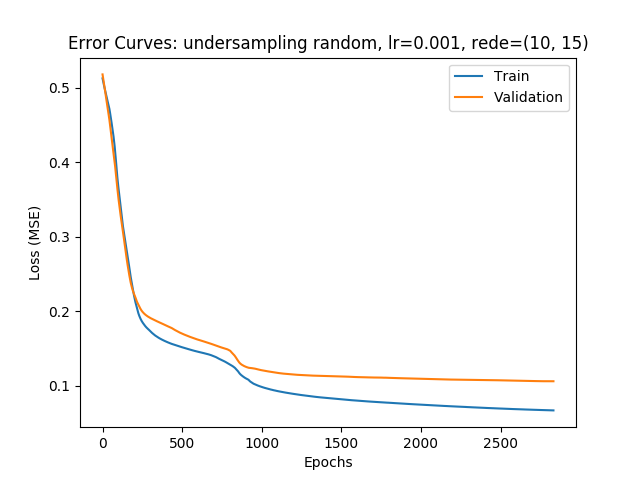 Error Curves: undersampling random, lr=0.001, rede=(10, 15)
Train
Validation
Loss (MSE)
0.5
0.4
0.3
0.2
0.1
0 500 1000 1500 2000 2500
Epochs